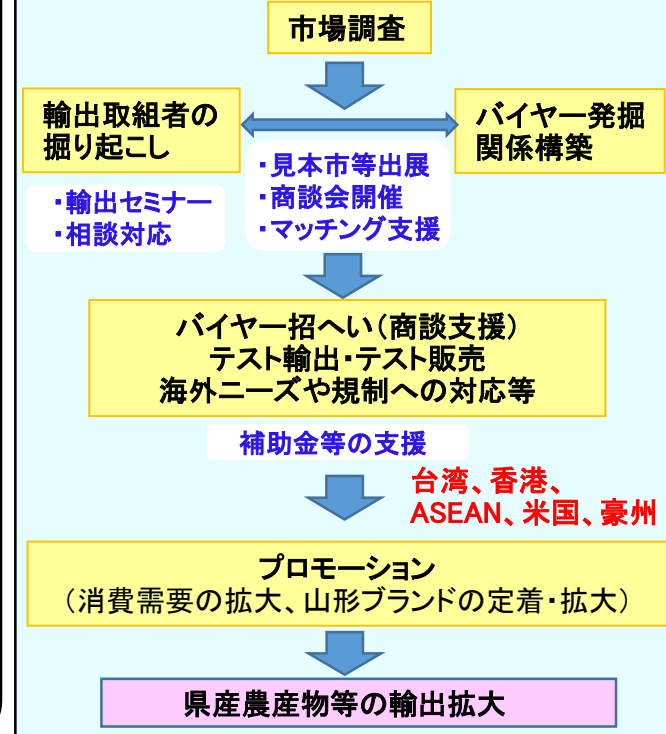 市場調査
輸出取組者の
掘り起こし
バイヤー発掘
関係構築
・輸出セミナー
・相談対応
・見本市等出展
・商談会開催
・マッチング支援
バイヤー招へい（商談支援）
テスト輸出・テスト販売
海外ニーズや規制への対応等
補助金等の支援
台湾、香港、
ASEAN、米国、豪州
プロモーション
（消費需要の拡大、山形ブランドの定着・拡大）
県産農産物等の輸出拡大